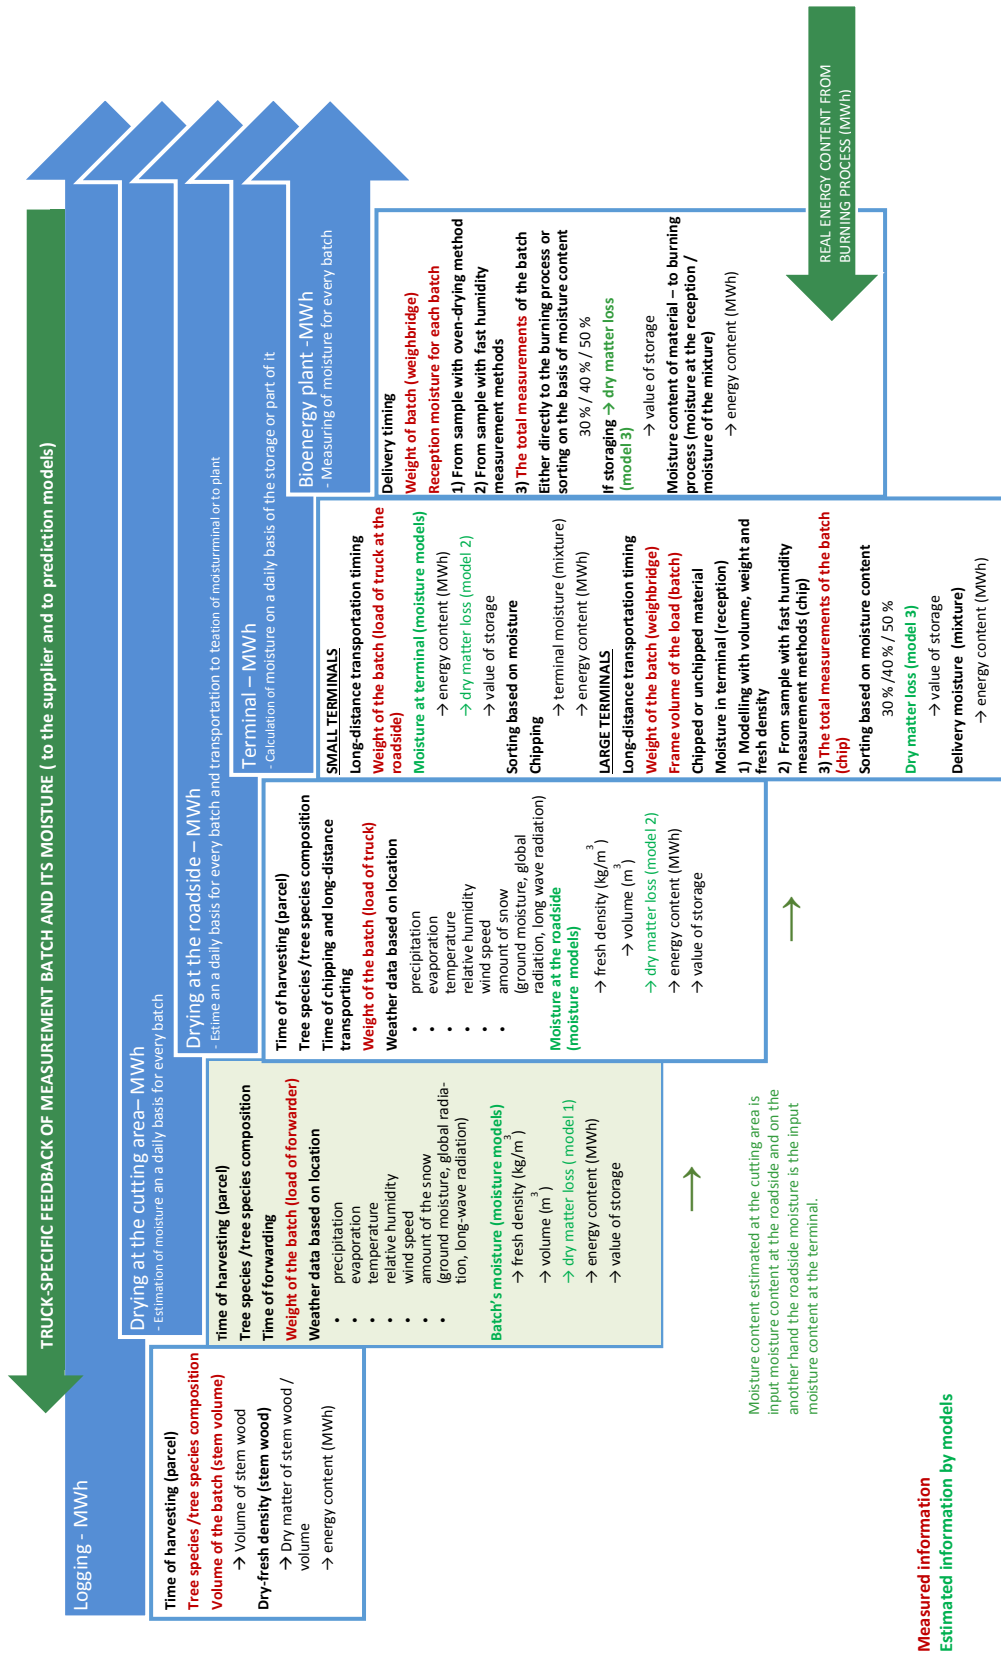 TRUCK-SPECIFIC FEEDBACK OF MEASUREMENT BATCH AND ITS MOISTURE ( to the supplier and to prediction models)
Logging - MWh
Time of harvesting (parcel)
Tree species /tree species composition
Volume of the batch (stem volume)
→ Volume of stem wood
Dry-fresh density (stem wood)
→ Dry matter of stem wood /
volume
→ energy content (MWh)
Drying at the cutting area– MWh
- Estimation of moisture an a daily basis for every batch
Time of harvesting (parcel)
Tree species /tree species composition
Time of forwarding
Weight of the batch (load of forwarder)
Weather data based on location
• precipitation
• evaporation
• temperature
• relative humidity
• wind speed
• amount of the snow
• (ground moisture, global radia-
tion, long-wave radiation)
Batch's moisture (moisture models)
→ fresh density (kg/m³)
→ volume (m³)
→ dry matter loss ( model 1)
→ energy content (MWh)
→ value of storage
Drying at the roadside – MWh
- Estime an a daily basis for every batch and transportation to teation of moisturrminal or to plant
Time of harvesting (parcel)
Tree species /tree species composition
Time of chipping and long-distance
transporting
Weight of the batch (load of truck)
Weather data based on location
• precipitation
• evaporation
• temperature
• relative humidity
• wind speed
• amount of snow
(ground moisture, global
radiation, long wave radiation)
Moisture at the roadside
(moisture models)
→ fresh density (kg/m³)
→ volume (m³)
→ dry matter loss (model 2)
→ energy content (MWh)
→ value of storage
Terminal – MWh
- Calculation of moisture on a daily basis of the storage or part of it
SMALL TERMINALS
Long-distance transportation timing
Weight of the batch (load of truck at the
roadside)
Moisture at terminal (moisture models)
→ energy content (MWh)
→ dry matter loss (model 2)
→ value of storage
Sorting based on moisture
Chipping
→ terminal moisture (mixture)
→ energy content (MWh)
LARGE TERMINALS
Long-distance transportation timing
Weight of the batch (weighbridge)
Frame volume of the load (batch)
Chipped or unchipped material
Moisture in terminal (reception)
1) Modelling with volume, weight and
fresh density
2) From sample with fast humidity
measurement methods (chip)
3) The total measurements of the batch
(chip)
Sorting based on moisture content
30 % /40 % / 50 %
Dry matter loss (model 3)
→ value of storage
Delivery moisture (mixture)
→ energy content (MWh)
Bioenergy plant -MWh
- Measuring of moisture for every batch
Delivery timing
Weight of batch (weighbridge)
Reception moisture for each batch
1) From sample with oven-drying method
2) From sample with fast humidity
measurement methods
3) The total measurements of the batch
Either directly to the burning process or
sorting on the basis of moisture content
30 % / 40 % / 50 %
If storaging → dry matter loss
(model 3)
→ value of storage
Moisture content of material – to burning
process (moisture at the reception /
moisture of the mixture)
→ energy content (MWh)
REAL ENERGY CONTENT FROM
BURNING PROCESS (MWh)
→
→
Moisture content estimated at the cutting area is
input moisture content at the roadside and on the
another hand the roadside moisture is the input
moisture content at the terminal.
Measured information
Estimated information by models